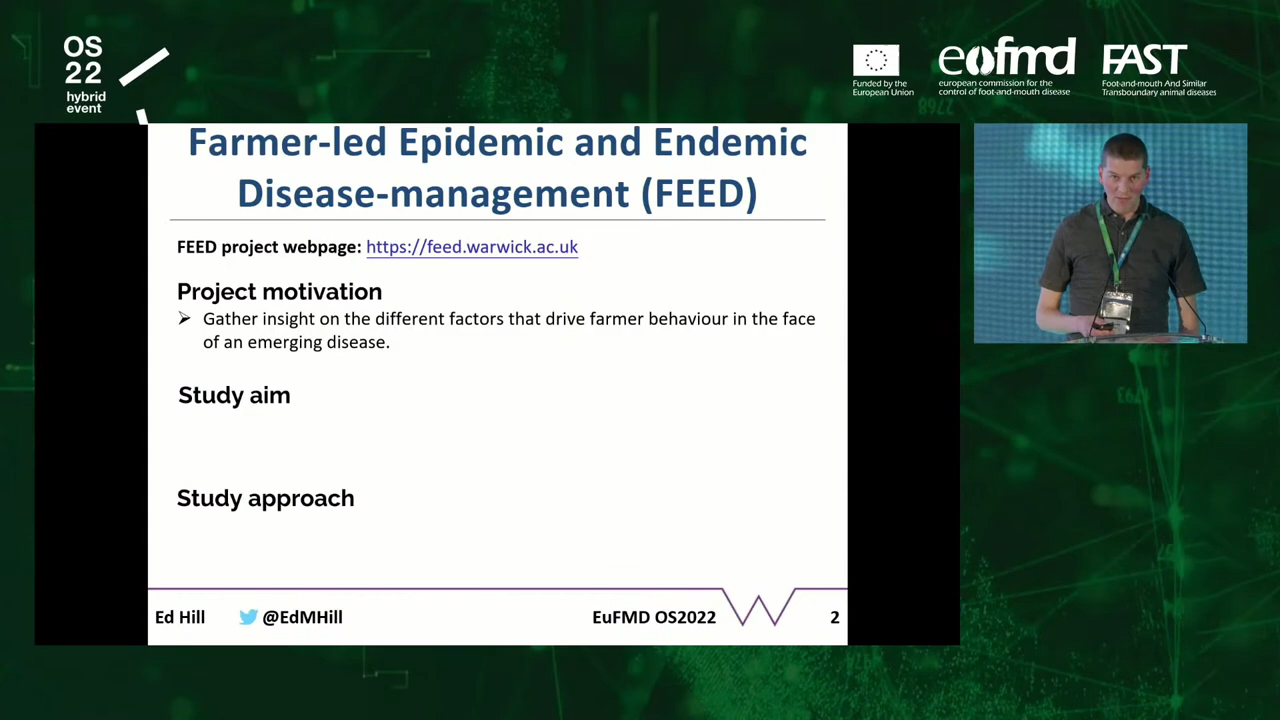 OS
22
hybrid
event
Funded by the
European Union
eofmd
european commission for the
control of foot-and-mouth disease
FAST
Foot-and-mouth And Similar
Transboundary animal diseases
Farmer-led Epidemic and Endemic
Disease-management (FEED)
FEED project webpage: https://feed.warwick.ac.uk
Project motivation
➢ Gather insight on the different factors that drive farmer behaviour in the face
of an emerging disease.
Study aim
Study approach
Ed Hill @EdMHill EuFMD OS2022 2